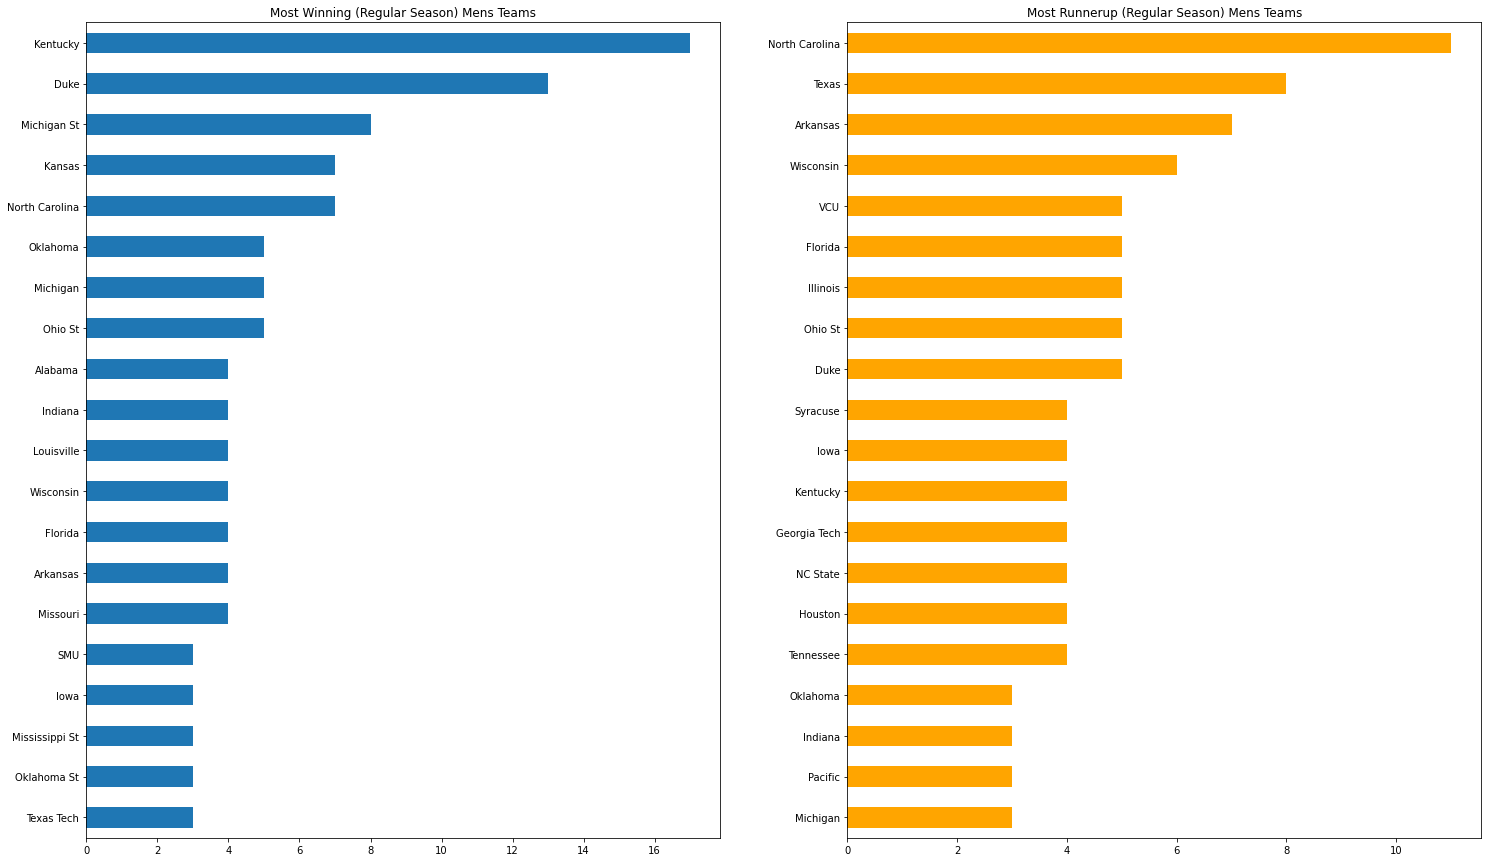 Most Winning (Regular Season) Mens Teams
Kentucky
Duke
Michigan St
Kansas
North Carolina
Oklahoma
Michigan
Ohio St
Alabama
Indiana
Louisville
Wisconsin
Florida
Arkansas
Missouri
SMU
Iowa
Mississippi St
Oklahoma St
Texas Tech
0 2 4 6 8 10 12 14 16
Most Runnerup (Regular Season) Mens Teams
North Carolina
Texas
Arkansas
Wisconsin
VCU
Florida
Illinois
Ohio St
Duke
Syracuse
Iowa
Kentucky
Georgia Tech
NC State
Houston
Tennessee
Oklahoma
Indiana
Pacific
Michigan
0 2 4 6 8 10